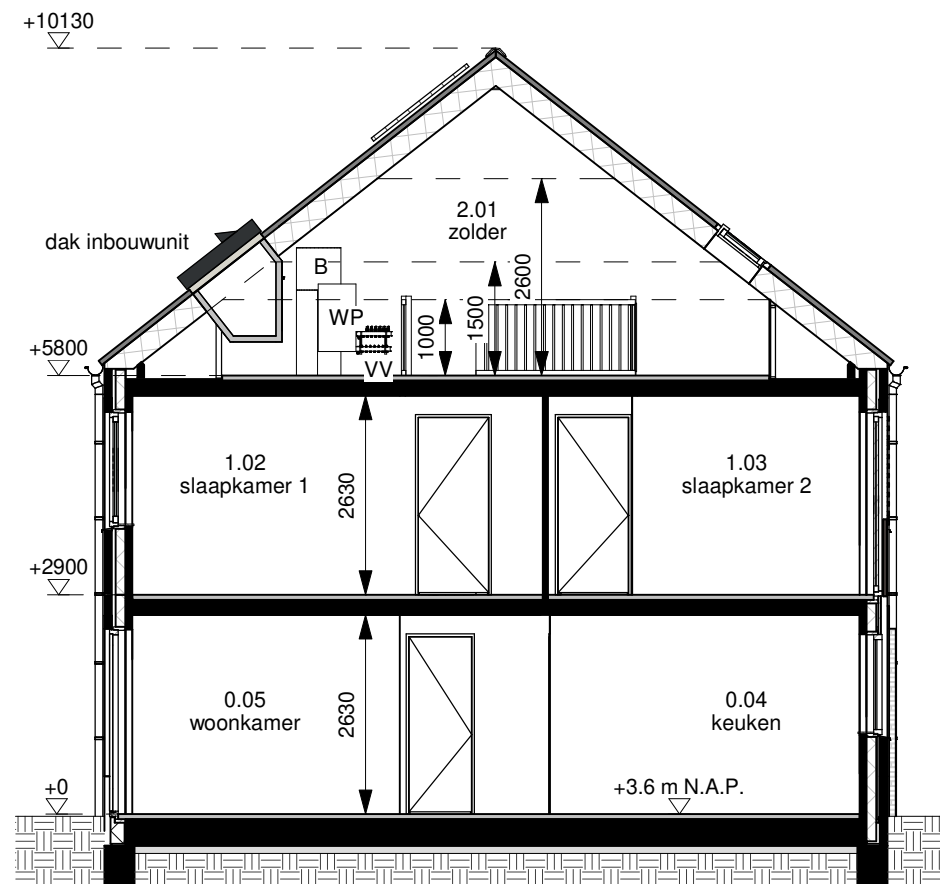 +10130
2.01
zolder
dak inbouwunit
B
WP
VV
1000
1500
2600
+5800
1.02
slaapkamer 1
2630
1.03
slaapkamer 2
+2900
0.05
woonkamer
2630
0.04
keuken
+0
+3.6 m N.A.P.